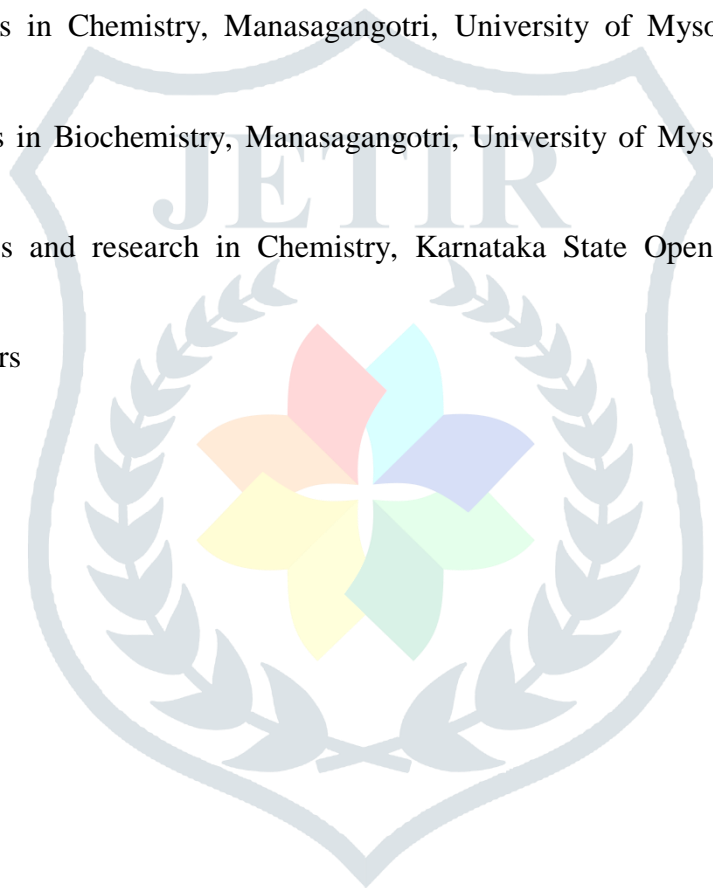 s in Chemistry, Manasagangotri, University of Myso
JETIR
s in Biochemistry, Manasagangotri, University of Mys
s and research in Chemistry, Karnataka State Open
rs